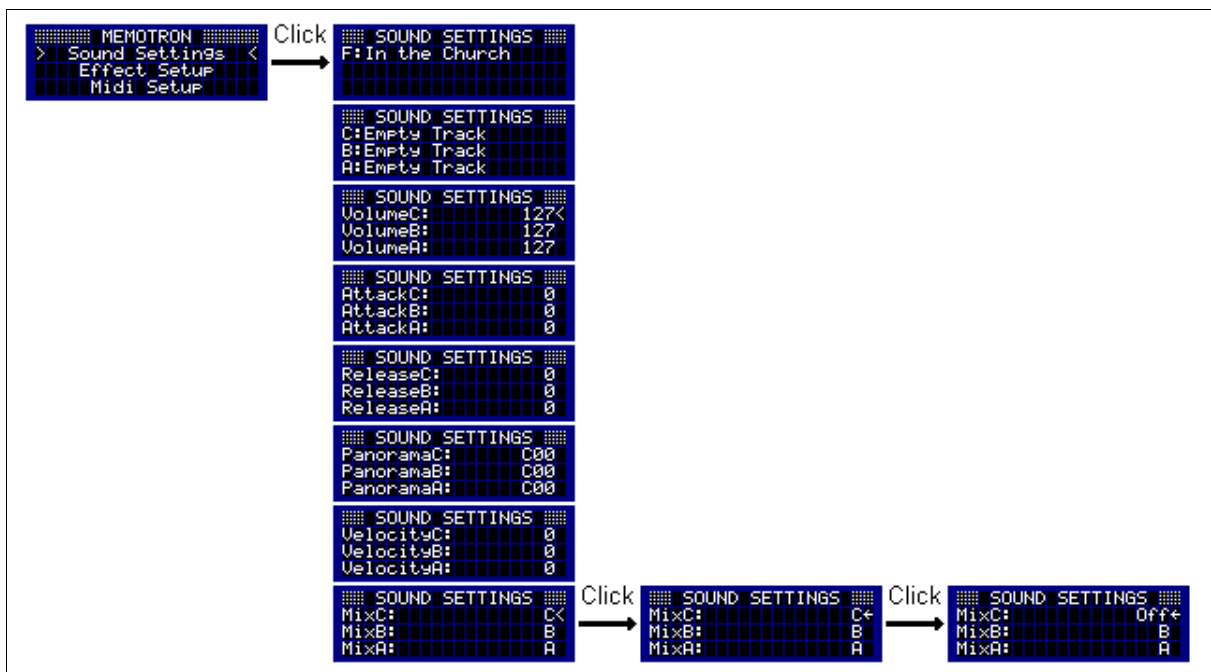 MEMOTRON
> Sound Settings <
Effect Setup
Midi Setup
Click
SOUND SETTINGS
F:In the Church
SOUND SETTINGS
C:Empty Track
B:Empty Track
A:Empty Track
SOUND SETTINGS
VolumeC: 127<
VolumeB: 127
VolumeA: 127
SOUND SETTINGS
AttackC: 0
AttackB: 0
AttackA: 0
SOUND SETTINGS
ReleaseC: 0
ReleaseB: 0
ReleaseA: 0
SOUND SETTINGS
PanoramaC: C00
PanoramaB: C00
PanoramaA: C00
SOUND SETTINGS
VelocityC: 0
VelocityB: 0
VelocityA: 0
SOUND SETTINGS
MixC: C<
MixB: B
MixA: A
Click
SOUND SETTINGS
MixC: C←
MixB: B
MixA: A
Click
SOUND SETTINGS
MixC: Off←
MixB: B
MixA: A